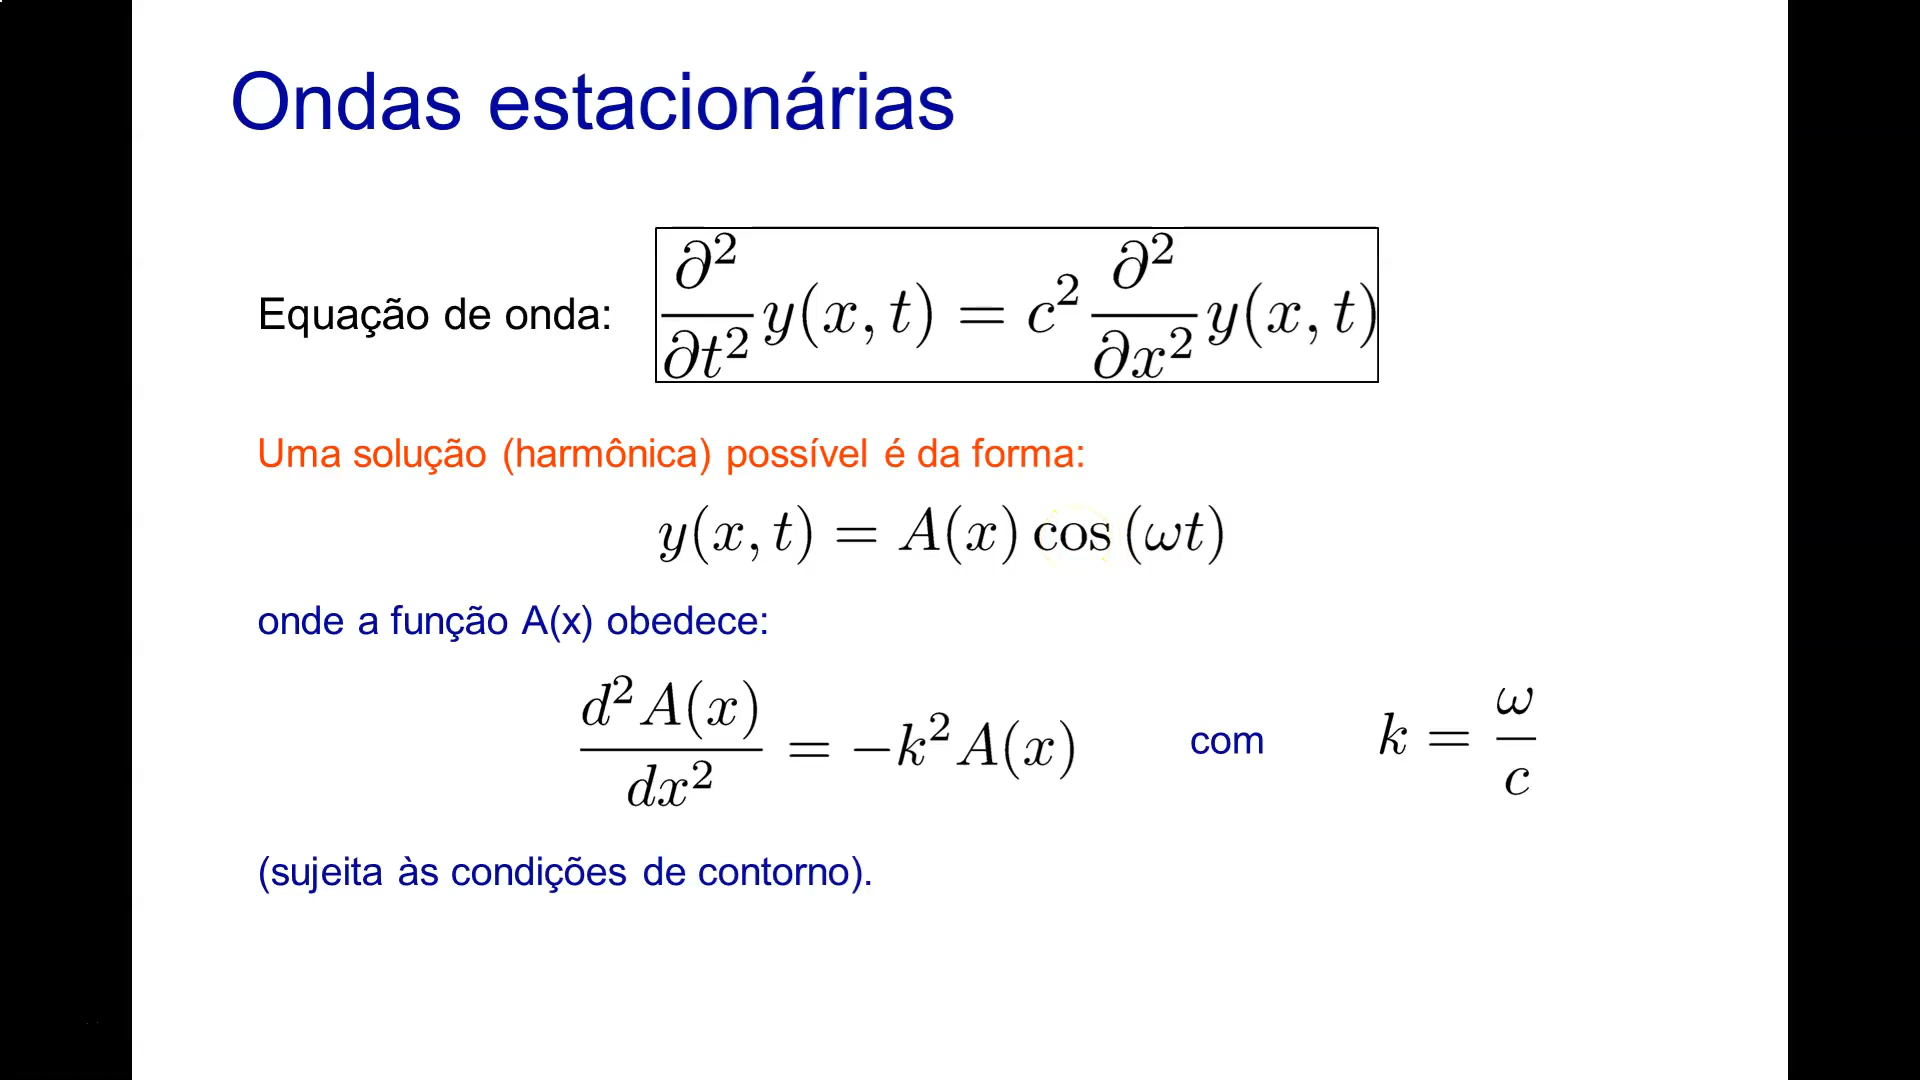 Ondas estacionárias
Equação de onda: ∂²/∂t² y(x, t) = c² ∂²/∂x² y(x, t)
Uma solução (harmônica) possível é da forma:
y(x, t) = A(x) cos (ωt)
onde a função A(x) obedece:
d²A(x)/dx² = −k²A(x) com k = ω/c
(sujeita às condições de contorno).